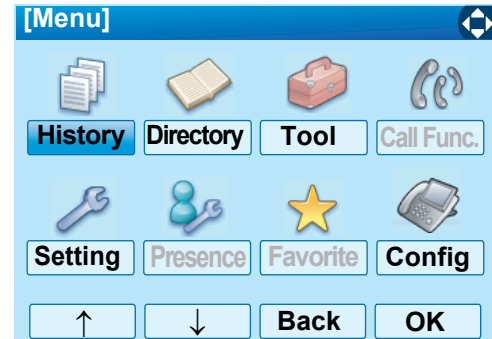 [Menu]
History Directory Tool Call Func.
Setting Presence Favorite Config
↑ ↓ Back OK